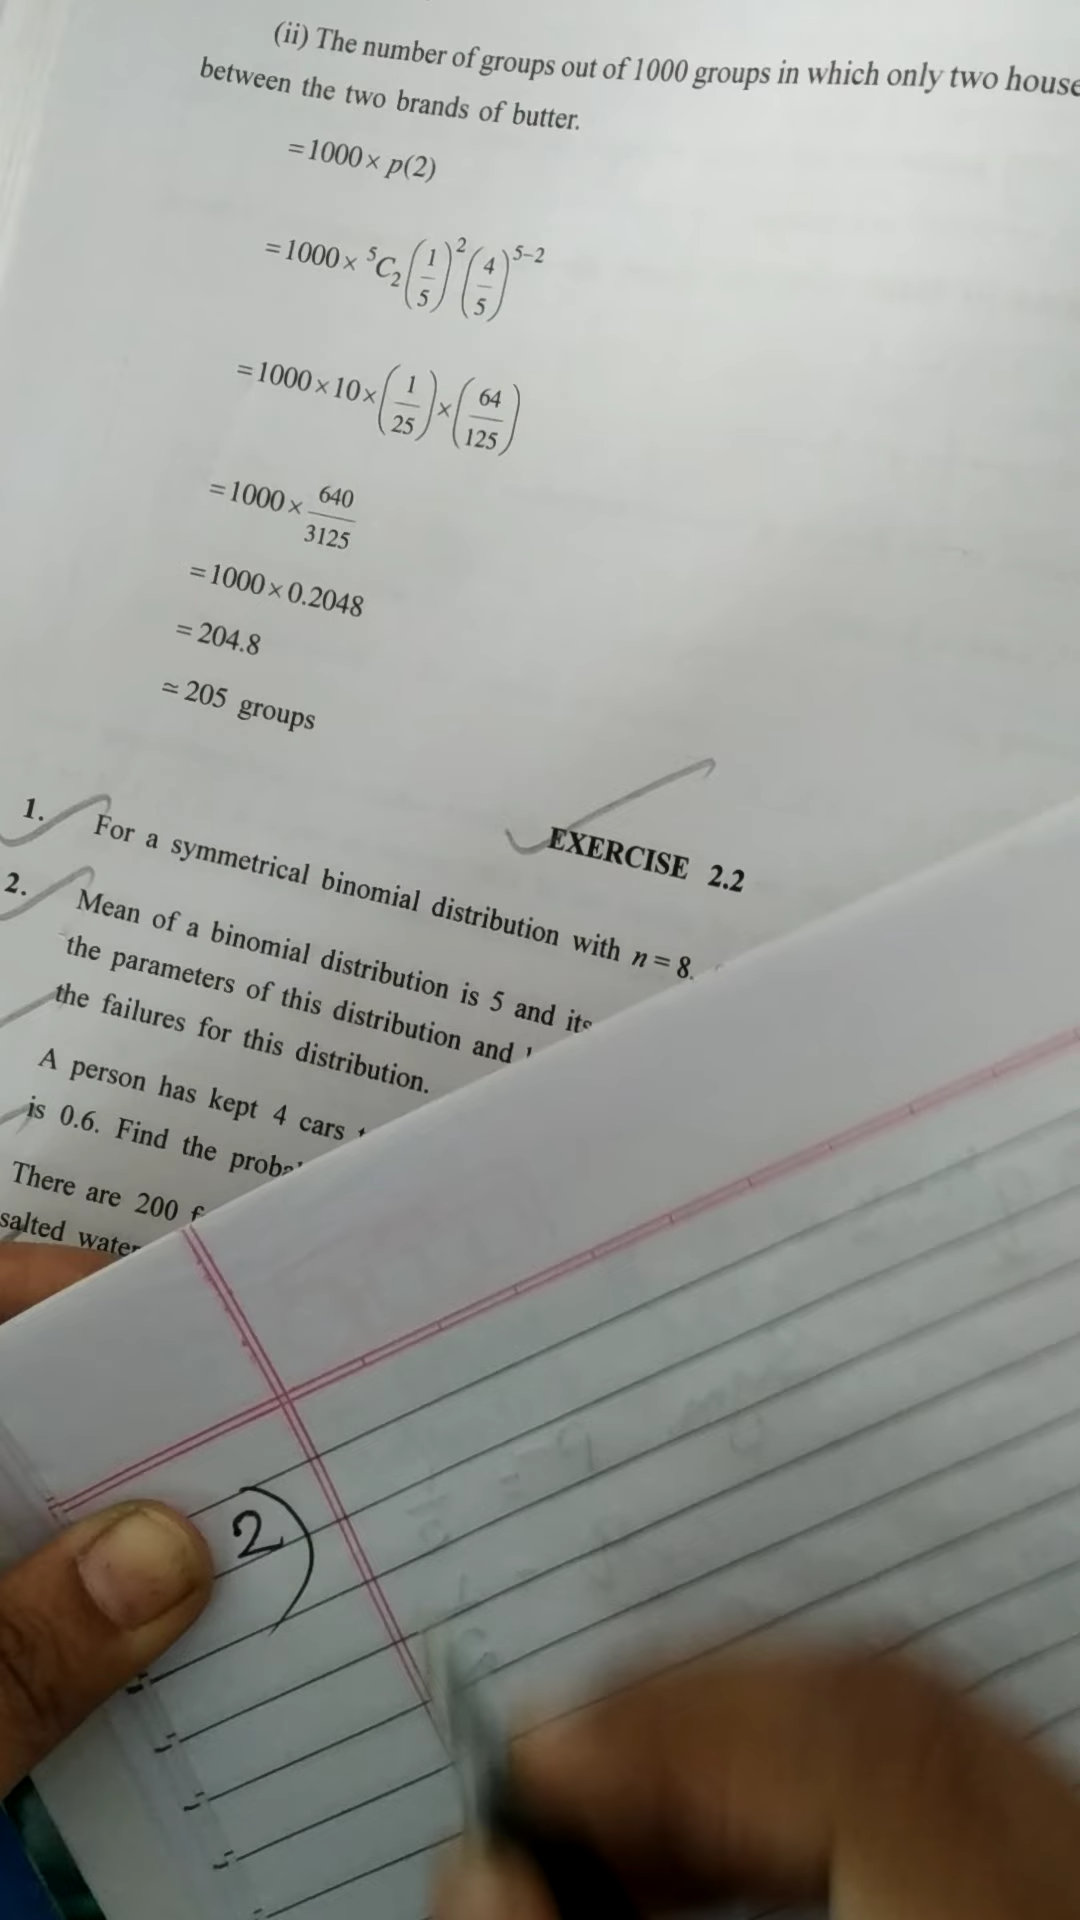 (ii) The number of groups out of 1000 groups in which only two
between the two brands of butter.
= 1000 × p(2)
= 1000 × ⁵C₂ (1/5)² (4/5)⁵⁻²
= 1000 × 10 × (1/25) × (64/125)
= 1000 × 640/3125
= 1000 × 0.2048
= 204.8
≃ 205 groups
EXERCISE 2.2
1. For a symmetrical binomial distribution with n = 8.
2. Mean of a binomial distribution is 5 and its
the parameters of this distribution and
the failures for this distribution.
A person has kept 4 cars
is 0.6. Find the
There are 200
salted water
2)